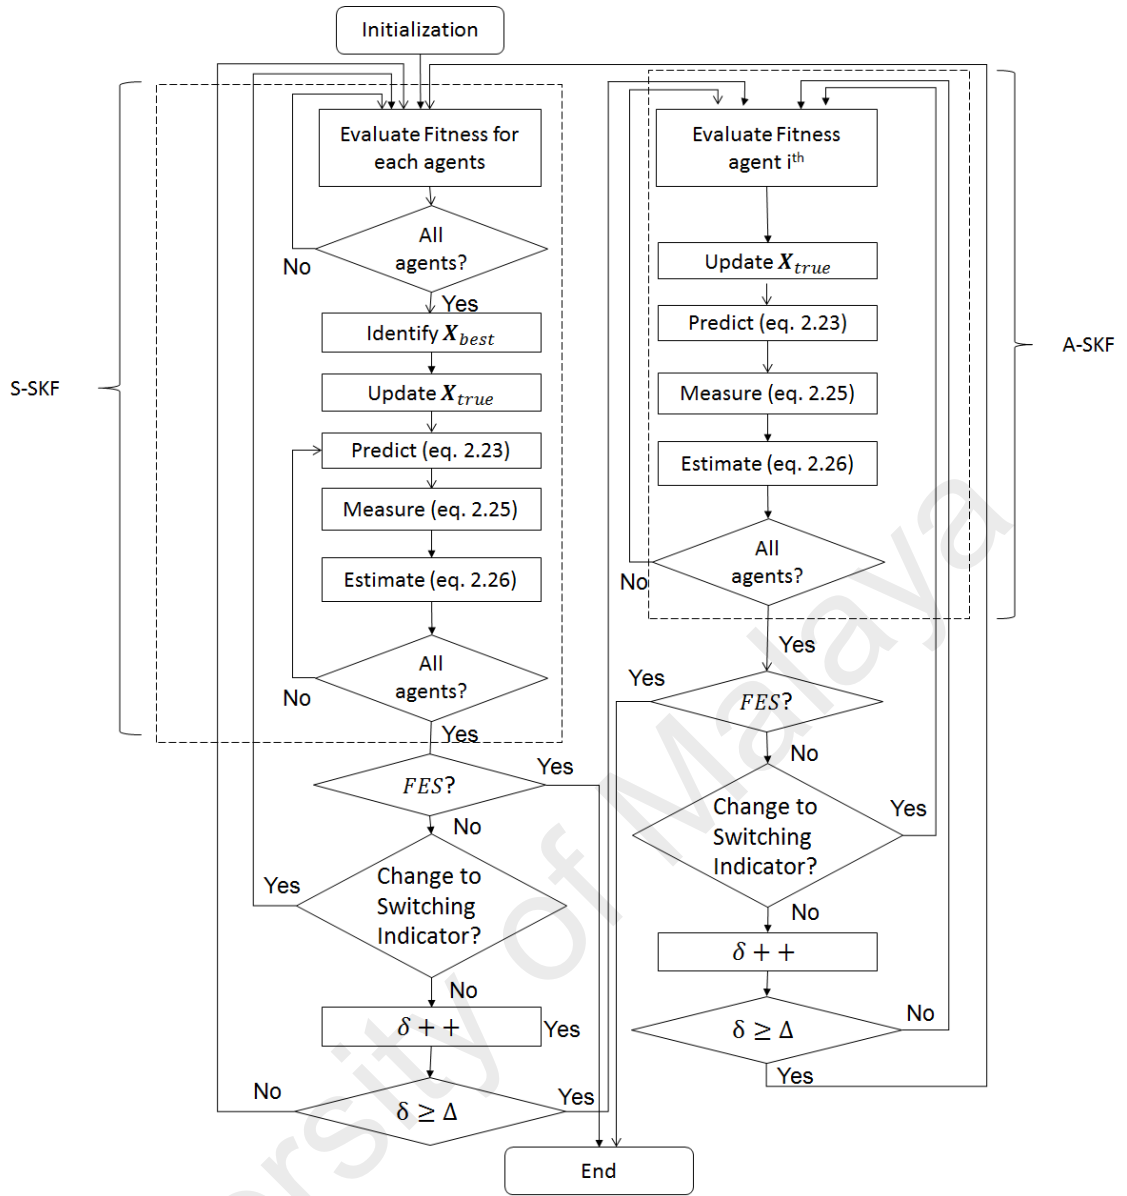 Initialization
S-SKF
Evaluate Fitness for
each agents
All
agents?
No
Yes
Identify X_best
Update X_true
Predict (eq. 2.23)
Measure (eq. 2.25)
Estimate (eq. 2.26)
All
agents?
No
Yes
FES?
Yes
No
Change to
Switching
Indicator?
Yes
No
δ + +
Yes
δ ≥ Δ
No
Yes
A-SKF
Evaluate Fitness
agent i^th
Update X_true
Predict (eq. 2.23)
Measure (eq. 2.25)
Estimate (eq. 2.26)
All
agents?
No
Yes
FES?
Yes
No
Change to
Switching
Indicator?
Yes
No
δ + +
δ ≥ Δ
No
Yes
End
ersity of Malaya